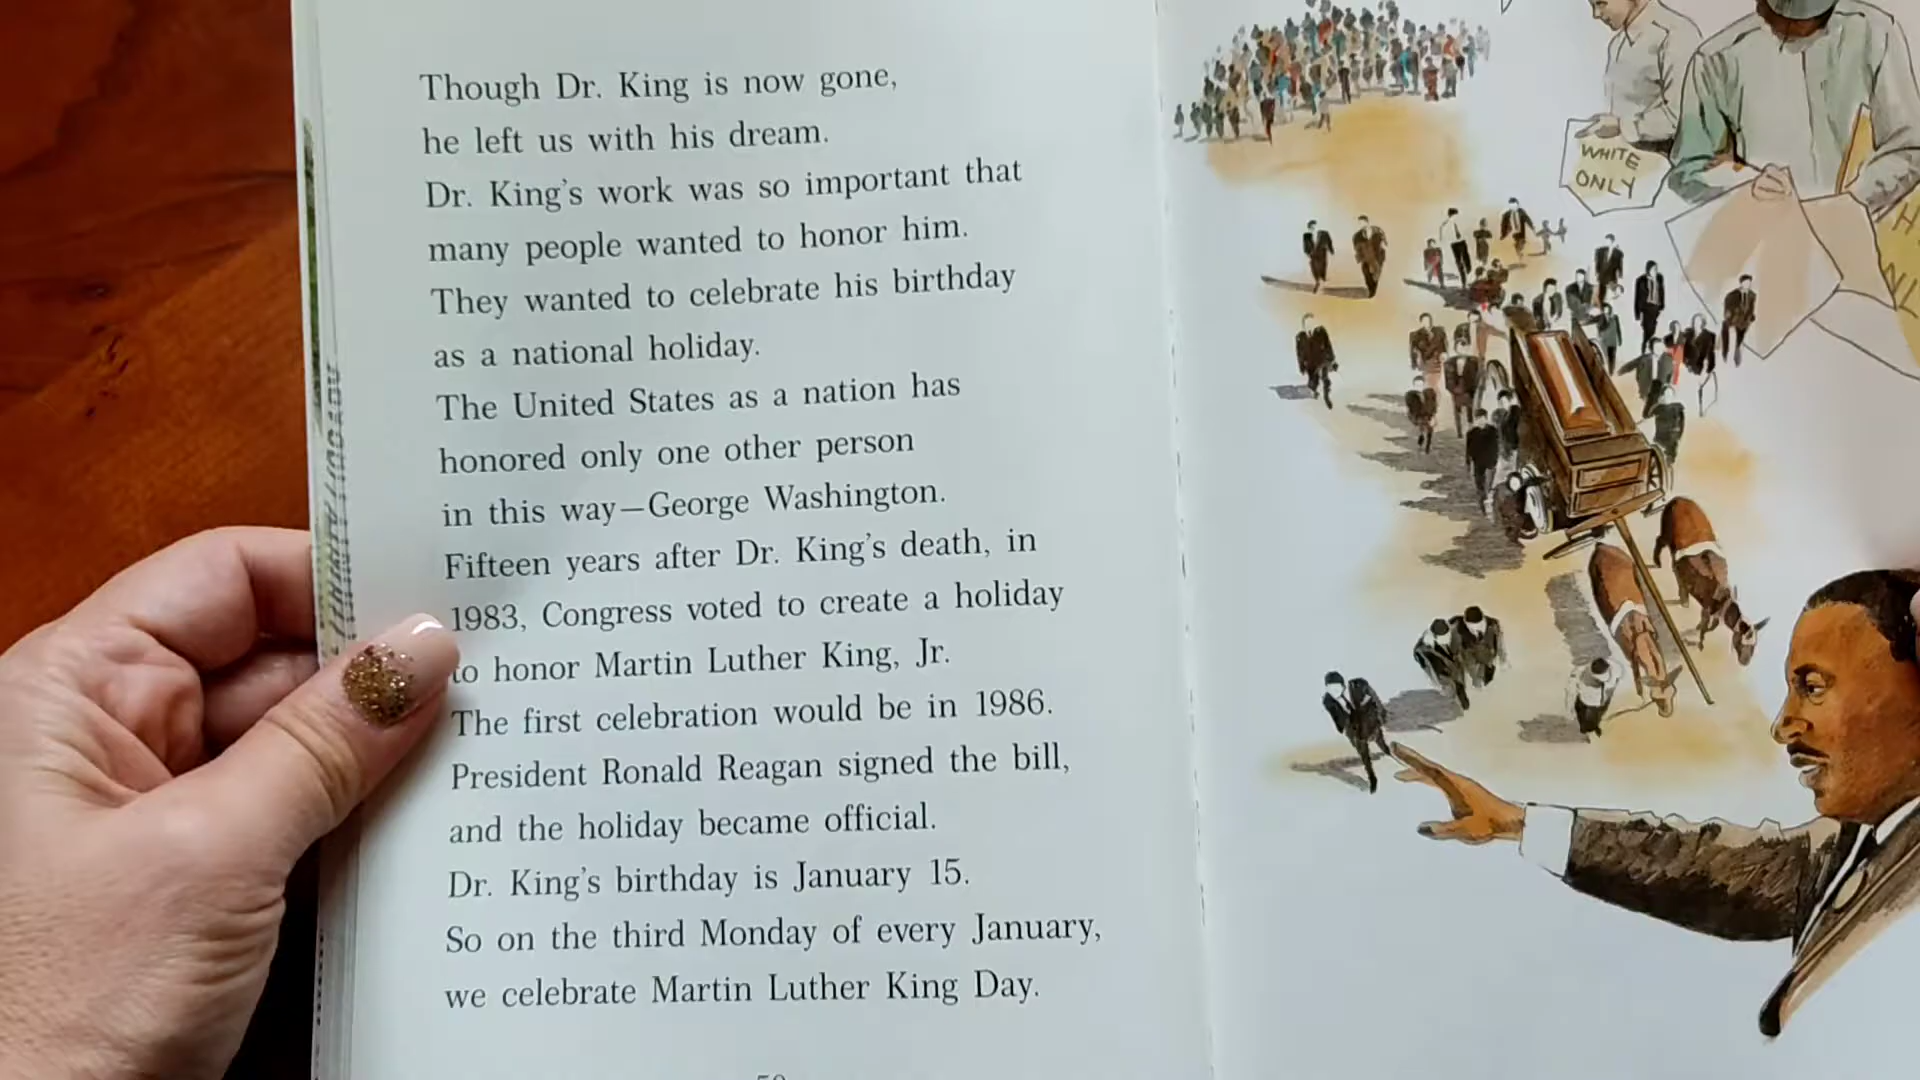 Though Dr. King is now gone,
he left us with his dream.
Dr. King's work was so important that
many people wanted to honor him.
They wanted to celebrate his birthday
as a national holiday.
The United States as a nation has
honored only one other person
in this way—George Washington.
Fifteen years after Dr. King's death, in
1983, Congress voted to create a holiday
to honor Martin Luther King, Jr.
The first celebration would be in 1986.
President Ronald Reagan signed the bill,
and the holiday became official.
Dr. King's birthday is January 15.
So on the third Monday of every January,
we celebrate Martin Luther King Day.
WHITE
ONLY